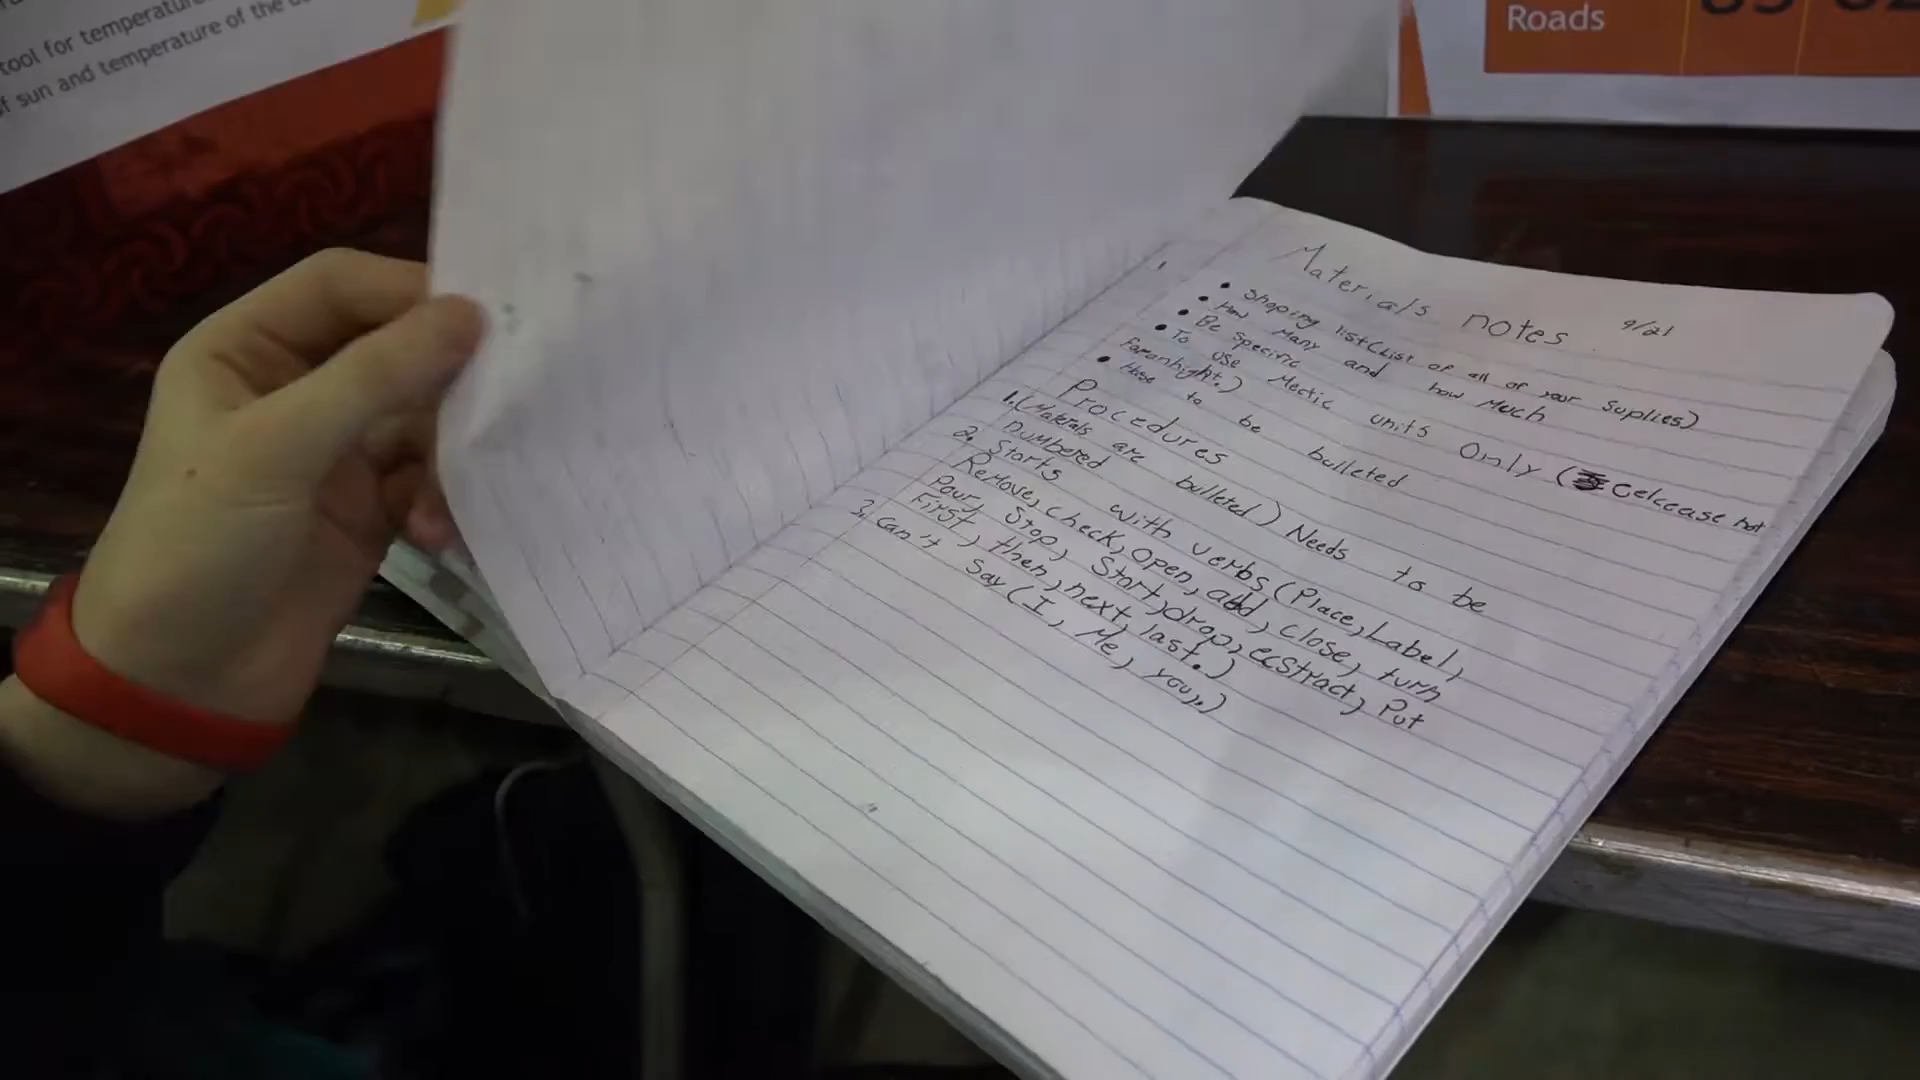 tool for temperature
f sun and temperature of the
Roads
Materials notes 9/21
• Shoping list (List of all of your Suplies)
• How Many and how Much
• Be Specific
• To use Mectic units Only (Celcease not
Faranhight.)
• Have to be bulleted
Procedures
1. (Materals are bulleted) Needs to be
numbered
2. Starts with verbs (Place, Label,
Remove, Check, Open, add, close, turn
Pour, Stop, Start, drop, ecstract, Put
First, then, next, last.)
3. Can't Say (I, Me, you,.)